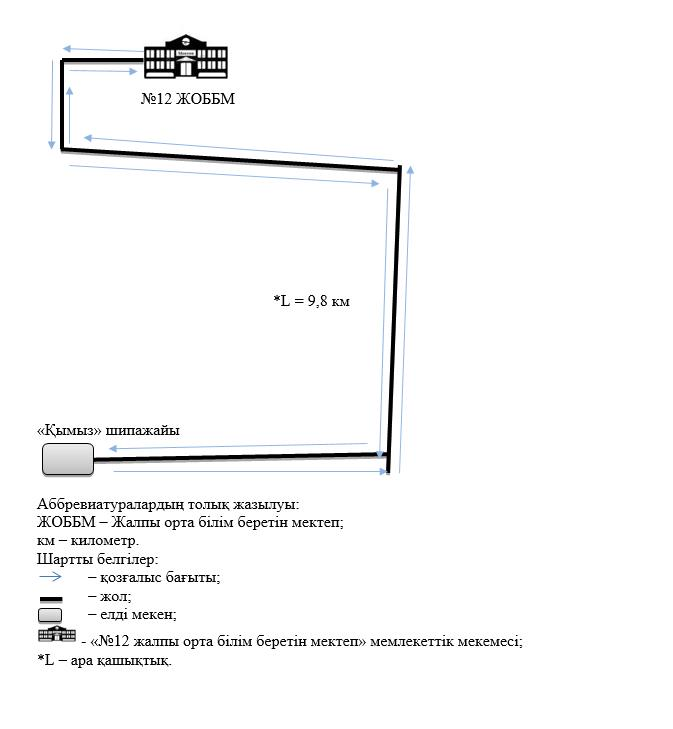 №12 ЖОББМ
*L = 9,8 км
«Қымыз» шипажайы
Аббревиатуралардың толық жазылуы:
ЖОББМ – Жалпы орта білім беретін мектеп;
км – километр.
Шартты белгілер:
– қозғалыс бағыты;
– жол;
– елді мекен;
- «№12 жалпы орта білім беретін мектеп» мемлекеттік мекемесі;
*L – ара қашықтық.